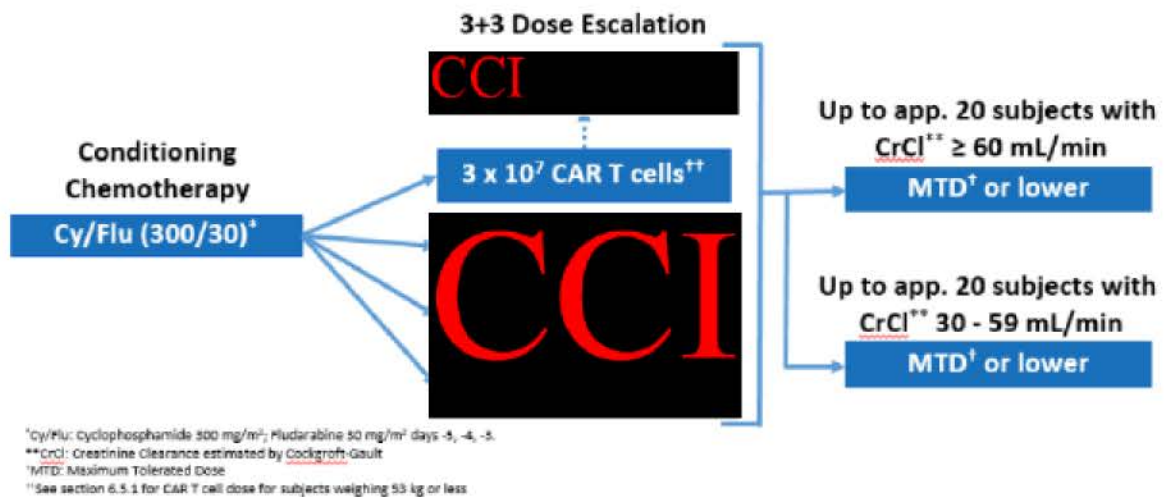 3+3 Dose Escalation
CCI
Conditioning
Chemotherapy
Cy/Flu (300/30)*
3 x 10⁷ CAR T cells††
CCI
Up to app. 20 subjects with
CrCl** ≥ 60 mL/min
MTD† or lower
Up to app. 20 subjects with
CrCl** 30 - 59 mL/min
MTD† or lower
*Cy/Flu: Cyclophosphamide 300 mg/m²; Fludarabine 30 mg/m² days -5, -4, -3.
**CrCl: Creatinine Clearance estimated by Cockgroft-Gault
†MTD: Maximum Tolerated Dose
††See section 6.5.1 for CAR T cell dose for subjects weighing 53 kg or less